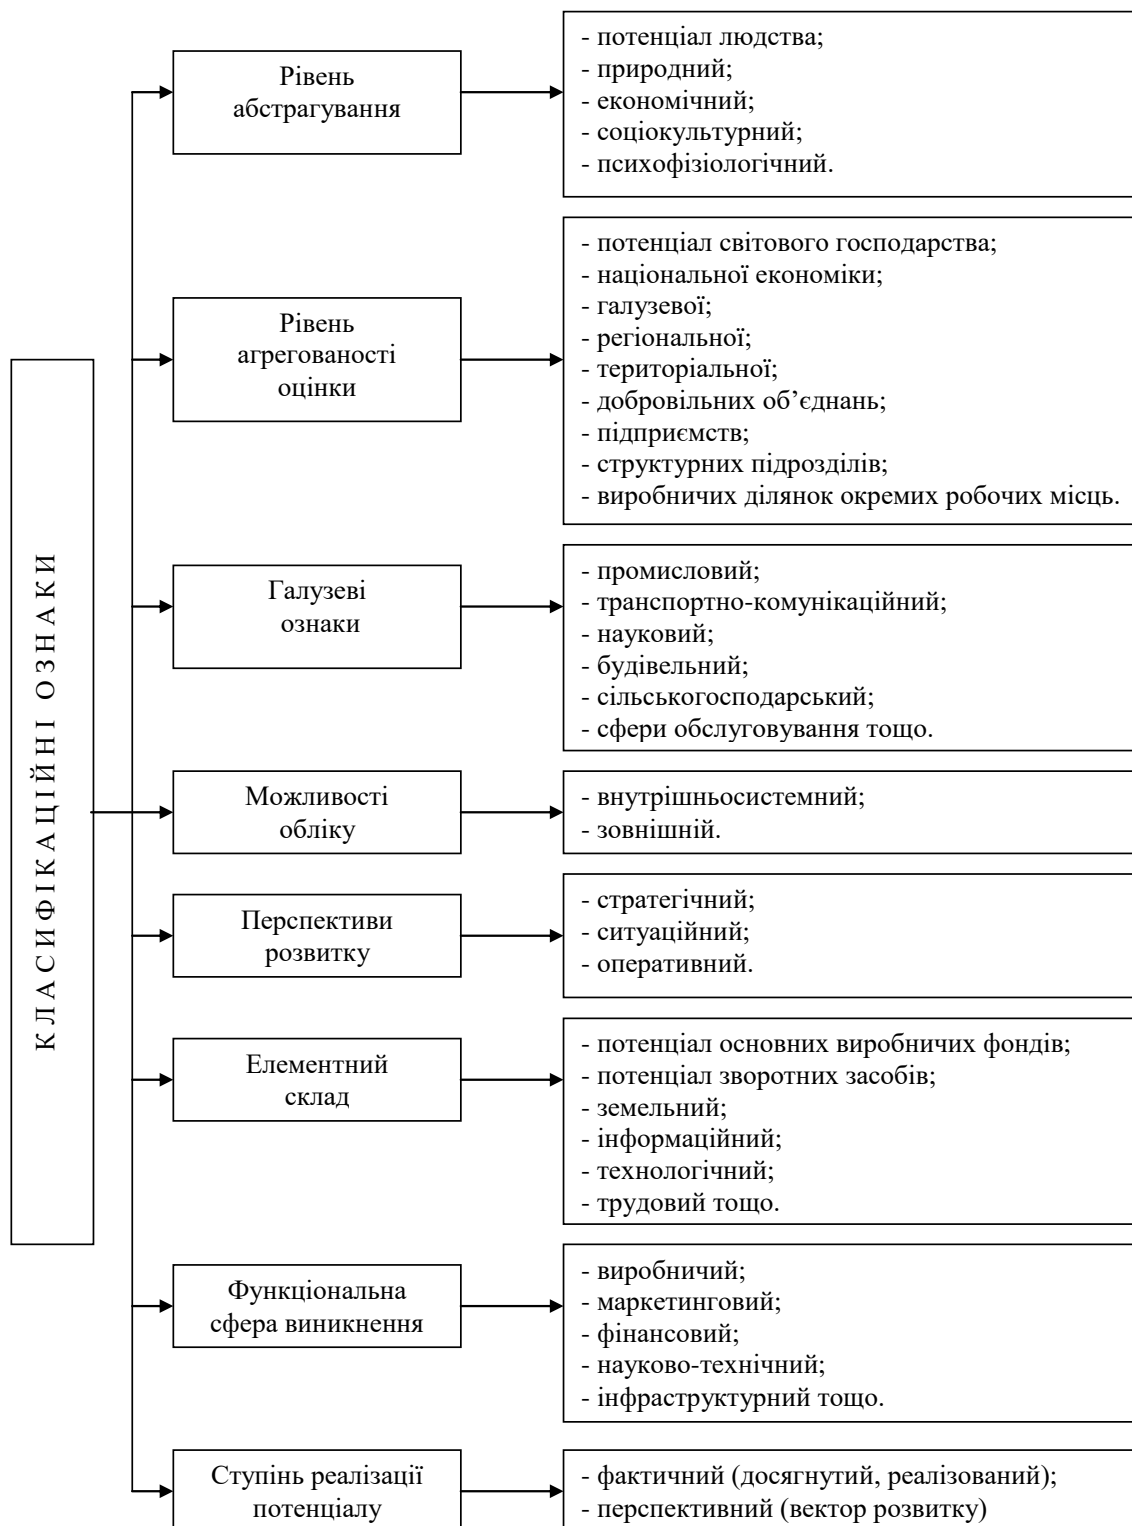 КЛАСИФІКАЦІЙНІ ОЗНАКИ
Рівень
абстрагування
- потенціал людства;
- природний;
- економічний;
- соціокультурний;
- психофізіологічний.
Рівень
агрегованості
оцінки
- потенціал світового господарства;
- національної економіки;
- галузевої;
- регіональної;
- територіальної;
- добровільних об’єднань;
- підприємств;
- структурних підрозділів;
- виробничих ділянок окремих робочих місць.
Галузеві
ознаки
- промисловий;
- транспортно-комунікаційний;
- науковий;
- будівельний;
- сільськогосподарський;
- сфери обслуговування тощо.
Можливості
обліку
- внутрішньосистемний;
- зовнішній.
Перспективи
розвитку
- стратегічний;
- ситуаційний;
- оперативний.
Елементний
склад
- потенціал основних виробничих фондів;
- потенціал зворотних засобів;
- земельний;
- інформаційний;
- технологічний;
- трудовий тощо.
Функціональна
сфера виникнення
- виробничий;
- маркетинговий;
- фінансовий;
- науково-технічний;
- інфраструктурний тощо.
Ступінь реалізації
потенціалу
- фактичний (досягнутий, реалізований);
- перспективний (вектор розвитку)